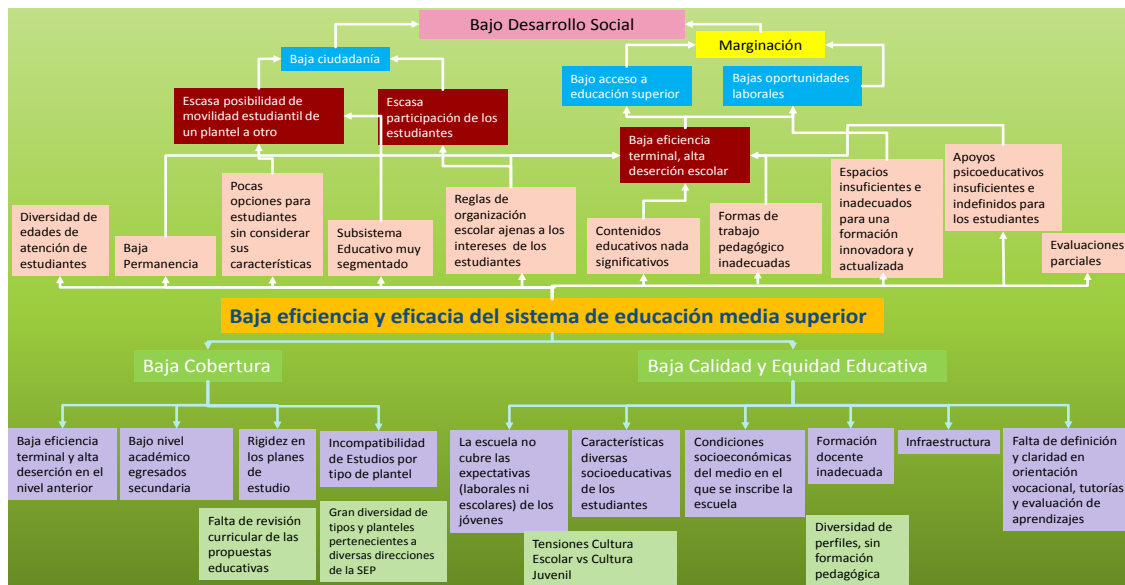 Bajo Desarrollo Social
Marginación
Baja ciudadanía
Bajo acceso a
educación superior
Bajas oportunidades
laborales
Escasa posibilidad de
movilidad estudiantil de
un plantel a otro
Escasa
participación de los
estudiantes
Baja eficiencia
terminal, alta
deserción escolar
Diversidad de
edades de
atención de
estudiantes
Baja
Permanencia
Pocas
opciones para
estudiantes
sin considerar
sus
características
Subsistema
Educativo muy
segmentado
Reglas de
organización
escolar ajenas a los
intereses de los
estudiantes
Contenidos
educativos nada
significativos
Formas de
trabajo
pedagógico
inadecuadas
Espacios
insuficientes e
inadecuados
para una
formación
innovadora y
actualizada
Apoyos
psicoeducativos
insuficientes e
indefinidos para
los estudiantes
Evaluaciones
parciales
Baja eficiencia y eficacia del sistema de educación media superior
Baja Cobertura
Baja Calidad y Equidad Educativa
Baja eficiencia
terminal y alta
deserción en el
nivel anterior
Bajo nivel
académico
egresados
secundaria
Rigidez en
los planes de
estudio
Incompatibilidad
de Estudios por
tipo de plantel
La escuela no
cubre las
expectativas
(laborales ni
escolares) de los
jóvenes
Características
diversas
socioeducativas
de los
estudiantes
Condiciones
socioeconómicas
del medio en el
que se inscribe la
escuela
Formación
docente
inadecuada
Infraestructura
Falta de definición
y claridad en
orientación
vocacional, tutorías
y evaluación de
aprendizajes
Falta de revisión
curricular de las
propuestas
educativas
Gran diversidad de
tipos y planteles
pertenecientes a
diversas direcciones
de la SEP
Tensiones Cultura
Escolar vs Cultura
Juvenil
Diversidad de
perfiles, sin
formación
pedagógica